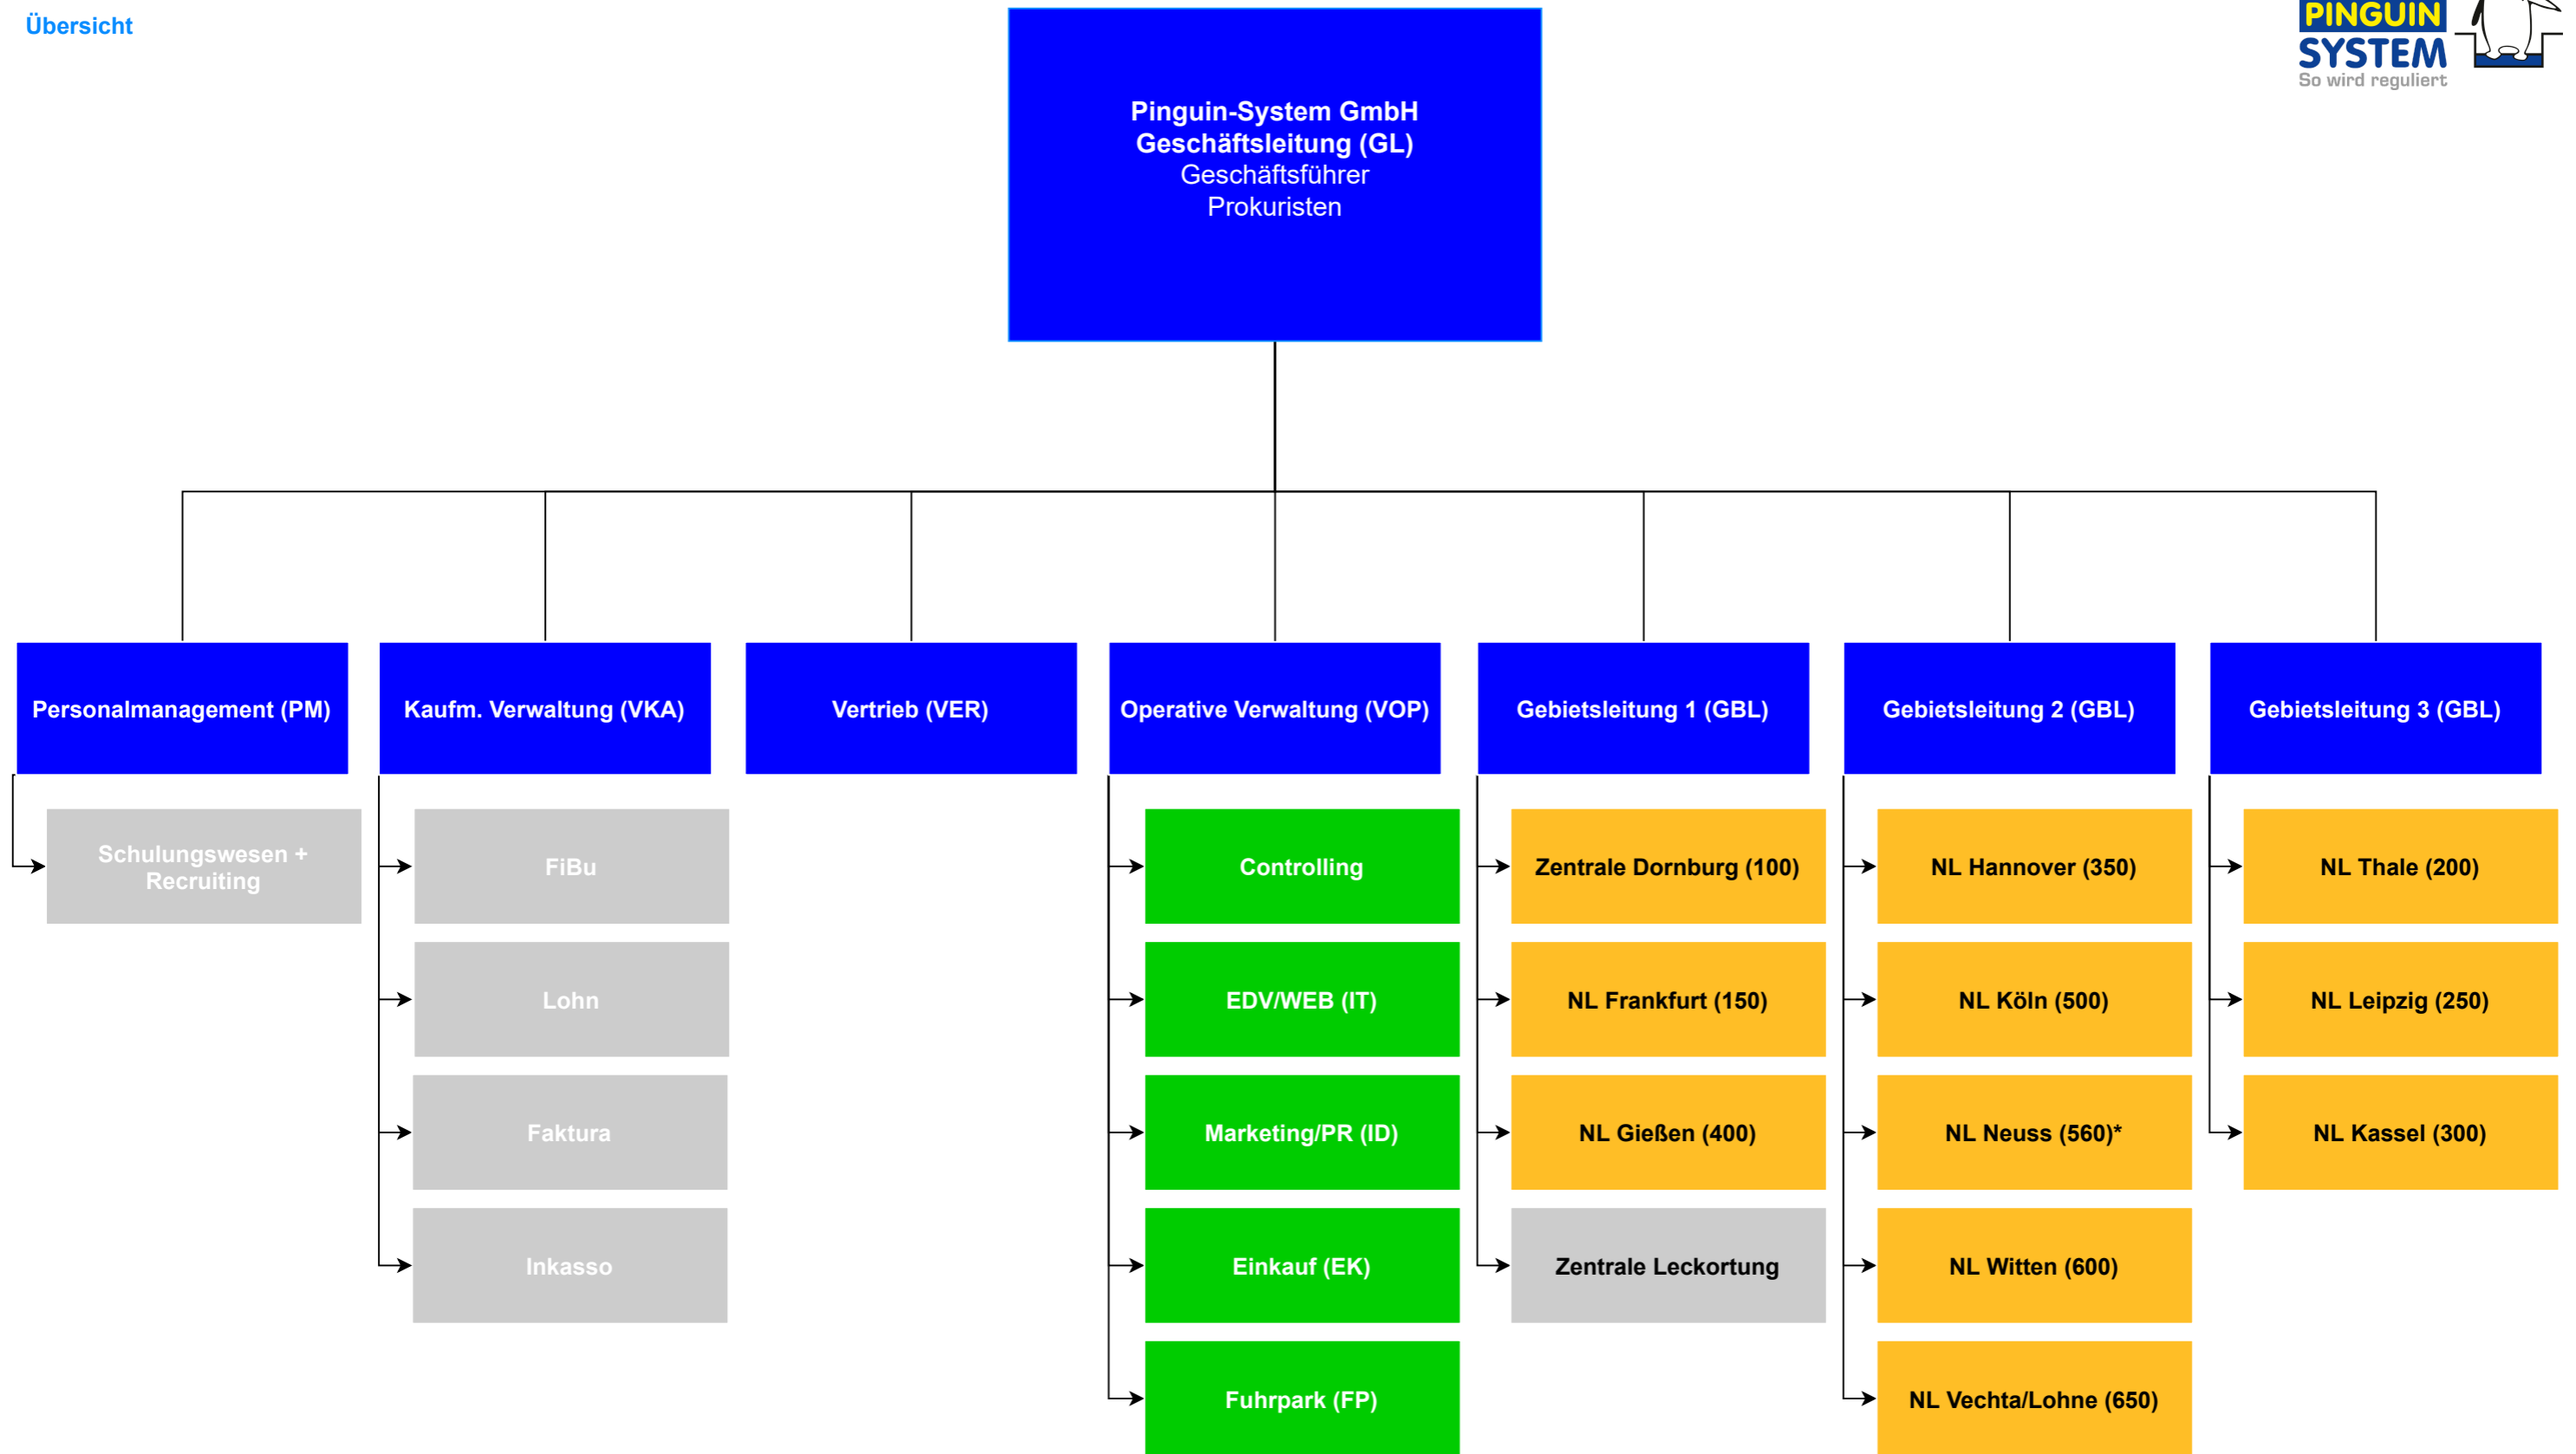 Übersicht
PINGUIN
SYSTEM
So wird reguliert
Pinguin-System GmbH
Geschäftsleitung (GL)
Geschäftsführer
Prokuristen
Personalmanagement (PM)
Kaufm. Verwaltung (VKA)
Vertrieb (VER)
Operative Verwaltung (VOP)
Gebietsleitung 1 (GBL)
Gebietsleitung 2 (GBL)
Gebietsleitung 3 (GBL)
Schulungswesen +
Recruiting
FiBu
Controlling
Zentrale Dornburg (100)
NL Hannover (350)
NL Thale (200)
Lohn
EDV/WEB (IT)
NL Frankfurt (150)
NL Köln (500)
NL Leipzig (250)
Faktura
Marketing/PR (ID)
NL Gießen (400)
NL Neuss (560)*
NL Kassel (300)
Inkasso
Einkauf (EK)
Zentrale Leckortung
NL Witten (600)
Fuhrpark (FP)
NL Vechta/Lohne (650)